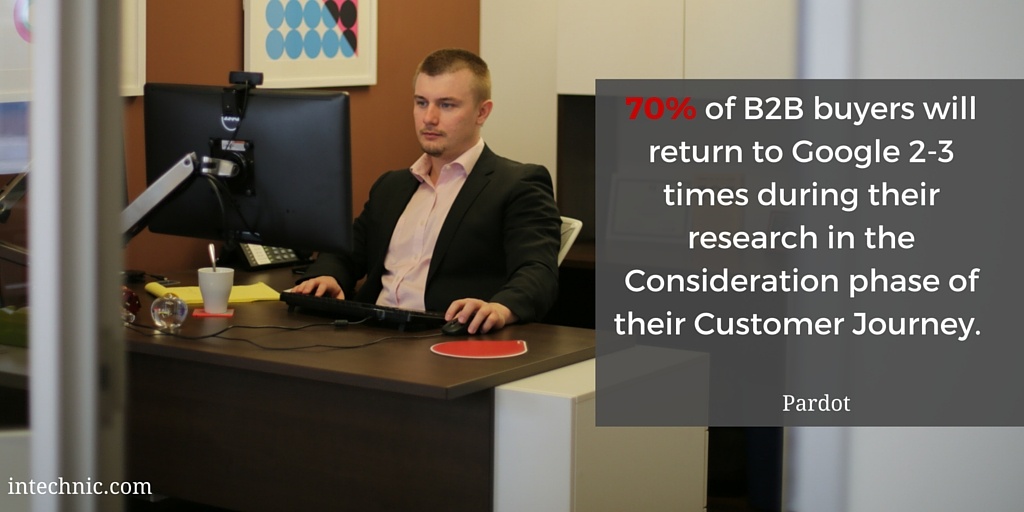 70% of B2B buyers will
return to Google 2-3
times during their
research in the
Consideration phase of
their Customer Journey.
Pardot
intechnic.com